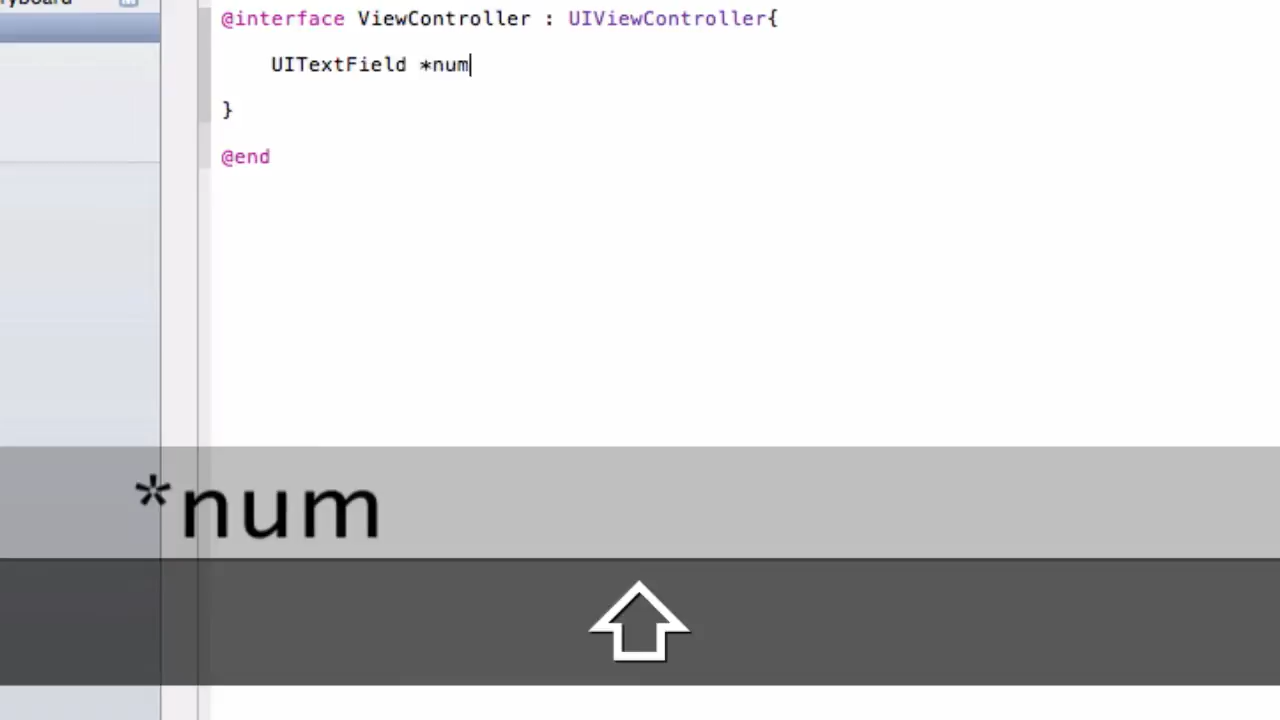 @interface ViewController : UIViewController{
UITextField *num
}
@end
*num